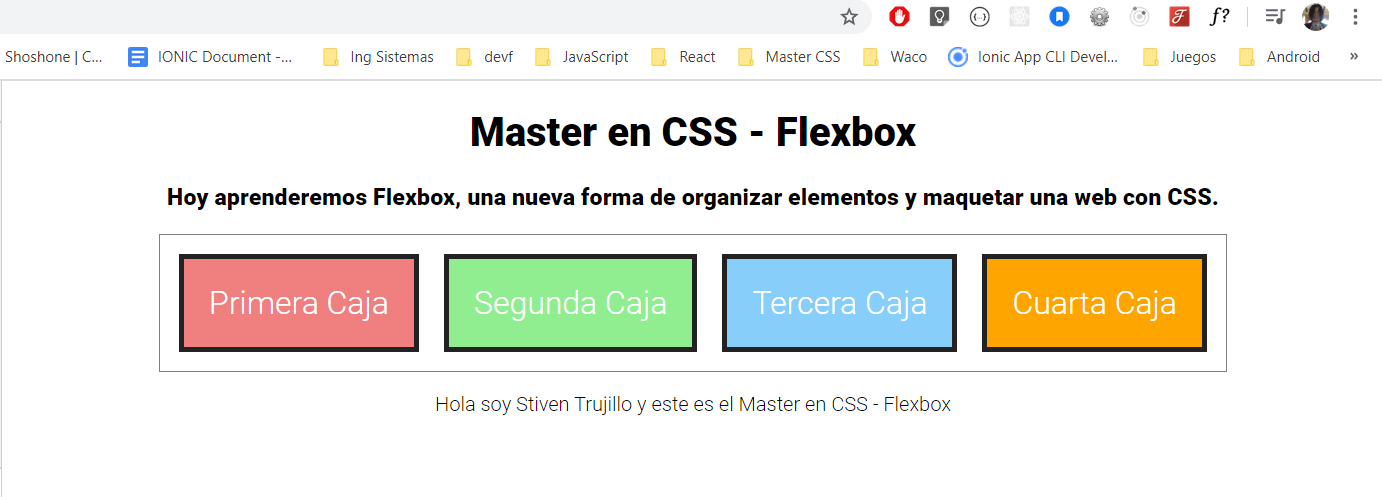 f?
Shoshone | C... IONIC Document -... Ing Sistemas devf JavaScript React Master CSS Waco Ionic App CLI Devel... Juegos Android »
Master en CSS - Flexbox
Hoy aprenderemos Flexbox, una nueva forma de organizar elementos y maquetar una web con CSS.
Primera Caja Segunda Caja Tercera Caja Cuarta Caja
Hola soy Stiven Trujillo y este es el Master en CSS - Flexbox